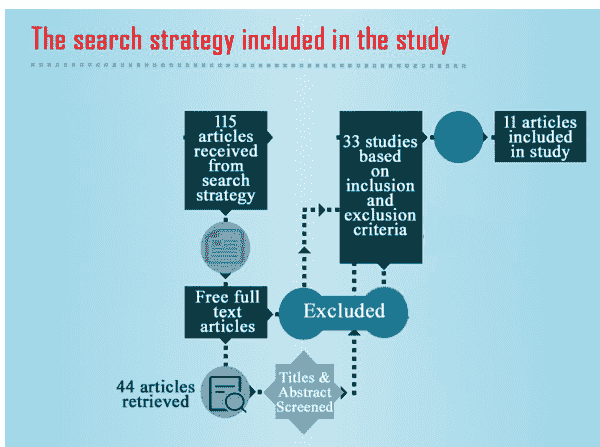 The search strategy included in the study
115
articles
received
from
search
strategy
33 studies
based
on
inclusion
and
exclusion
criteria
11 articles
included
in study
Free full
text
articles
Excluded
44 articles
retrieved
Titles &
Abstract
Screened